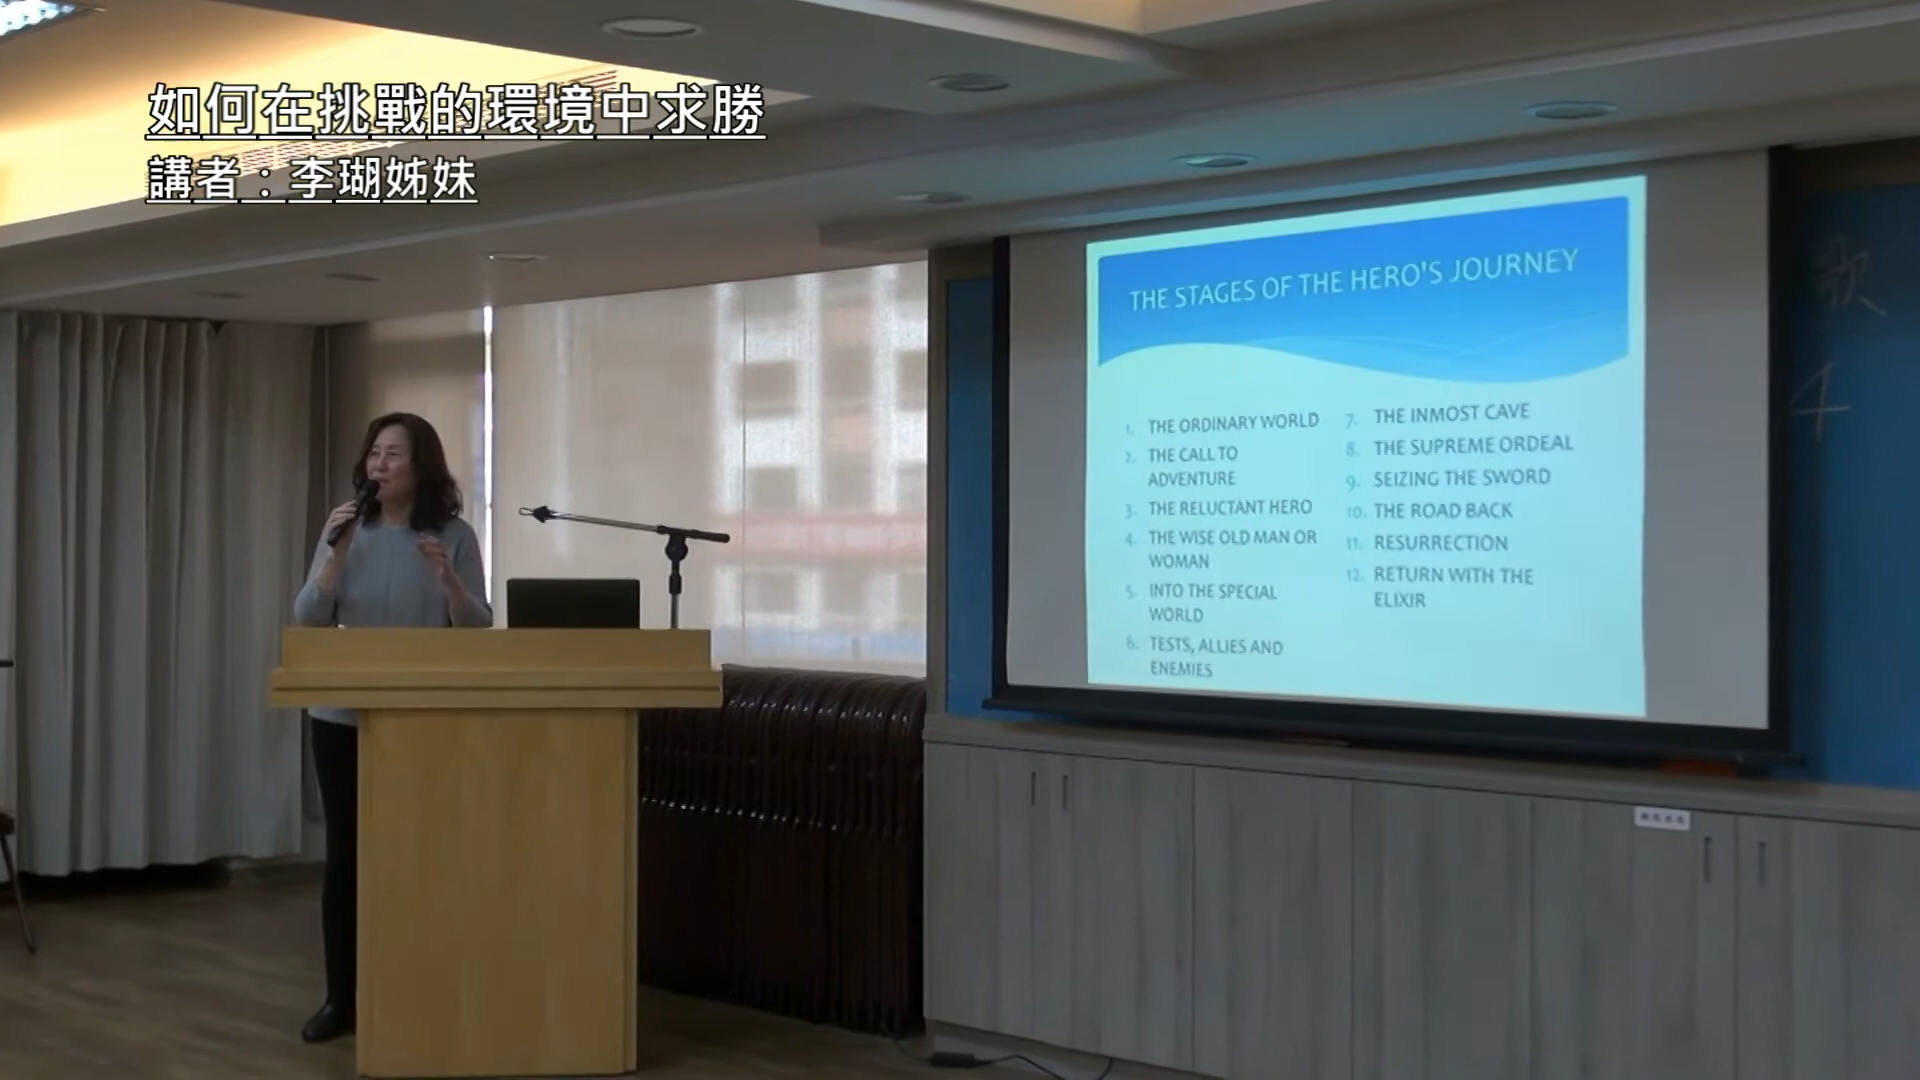 如何在挑戰的環境中求勝
講者：李瑚姊妹
THE STAGES OF THE HERO'S JOURNEY
1. THE ORDINARY WORLD
2. THE CALL TO
ADVENTURE
3. THE RELUCTANT HERO
4. THE WISE OLD MAN OR
WOMAN
5. INTO THE SPECIAL
WORLD
6. TESTS, ALLIES AND
ENEMIES
7. THE INMOST CAVE
8. THE SUPREME ORDEAL
9. SEIZING THE SWORD
10. THE ROAD BACK
11. RESURRECTION
12. RETURN WITH THE
ELIXIR
歌
4